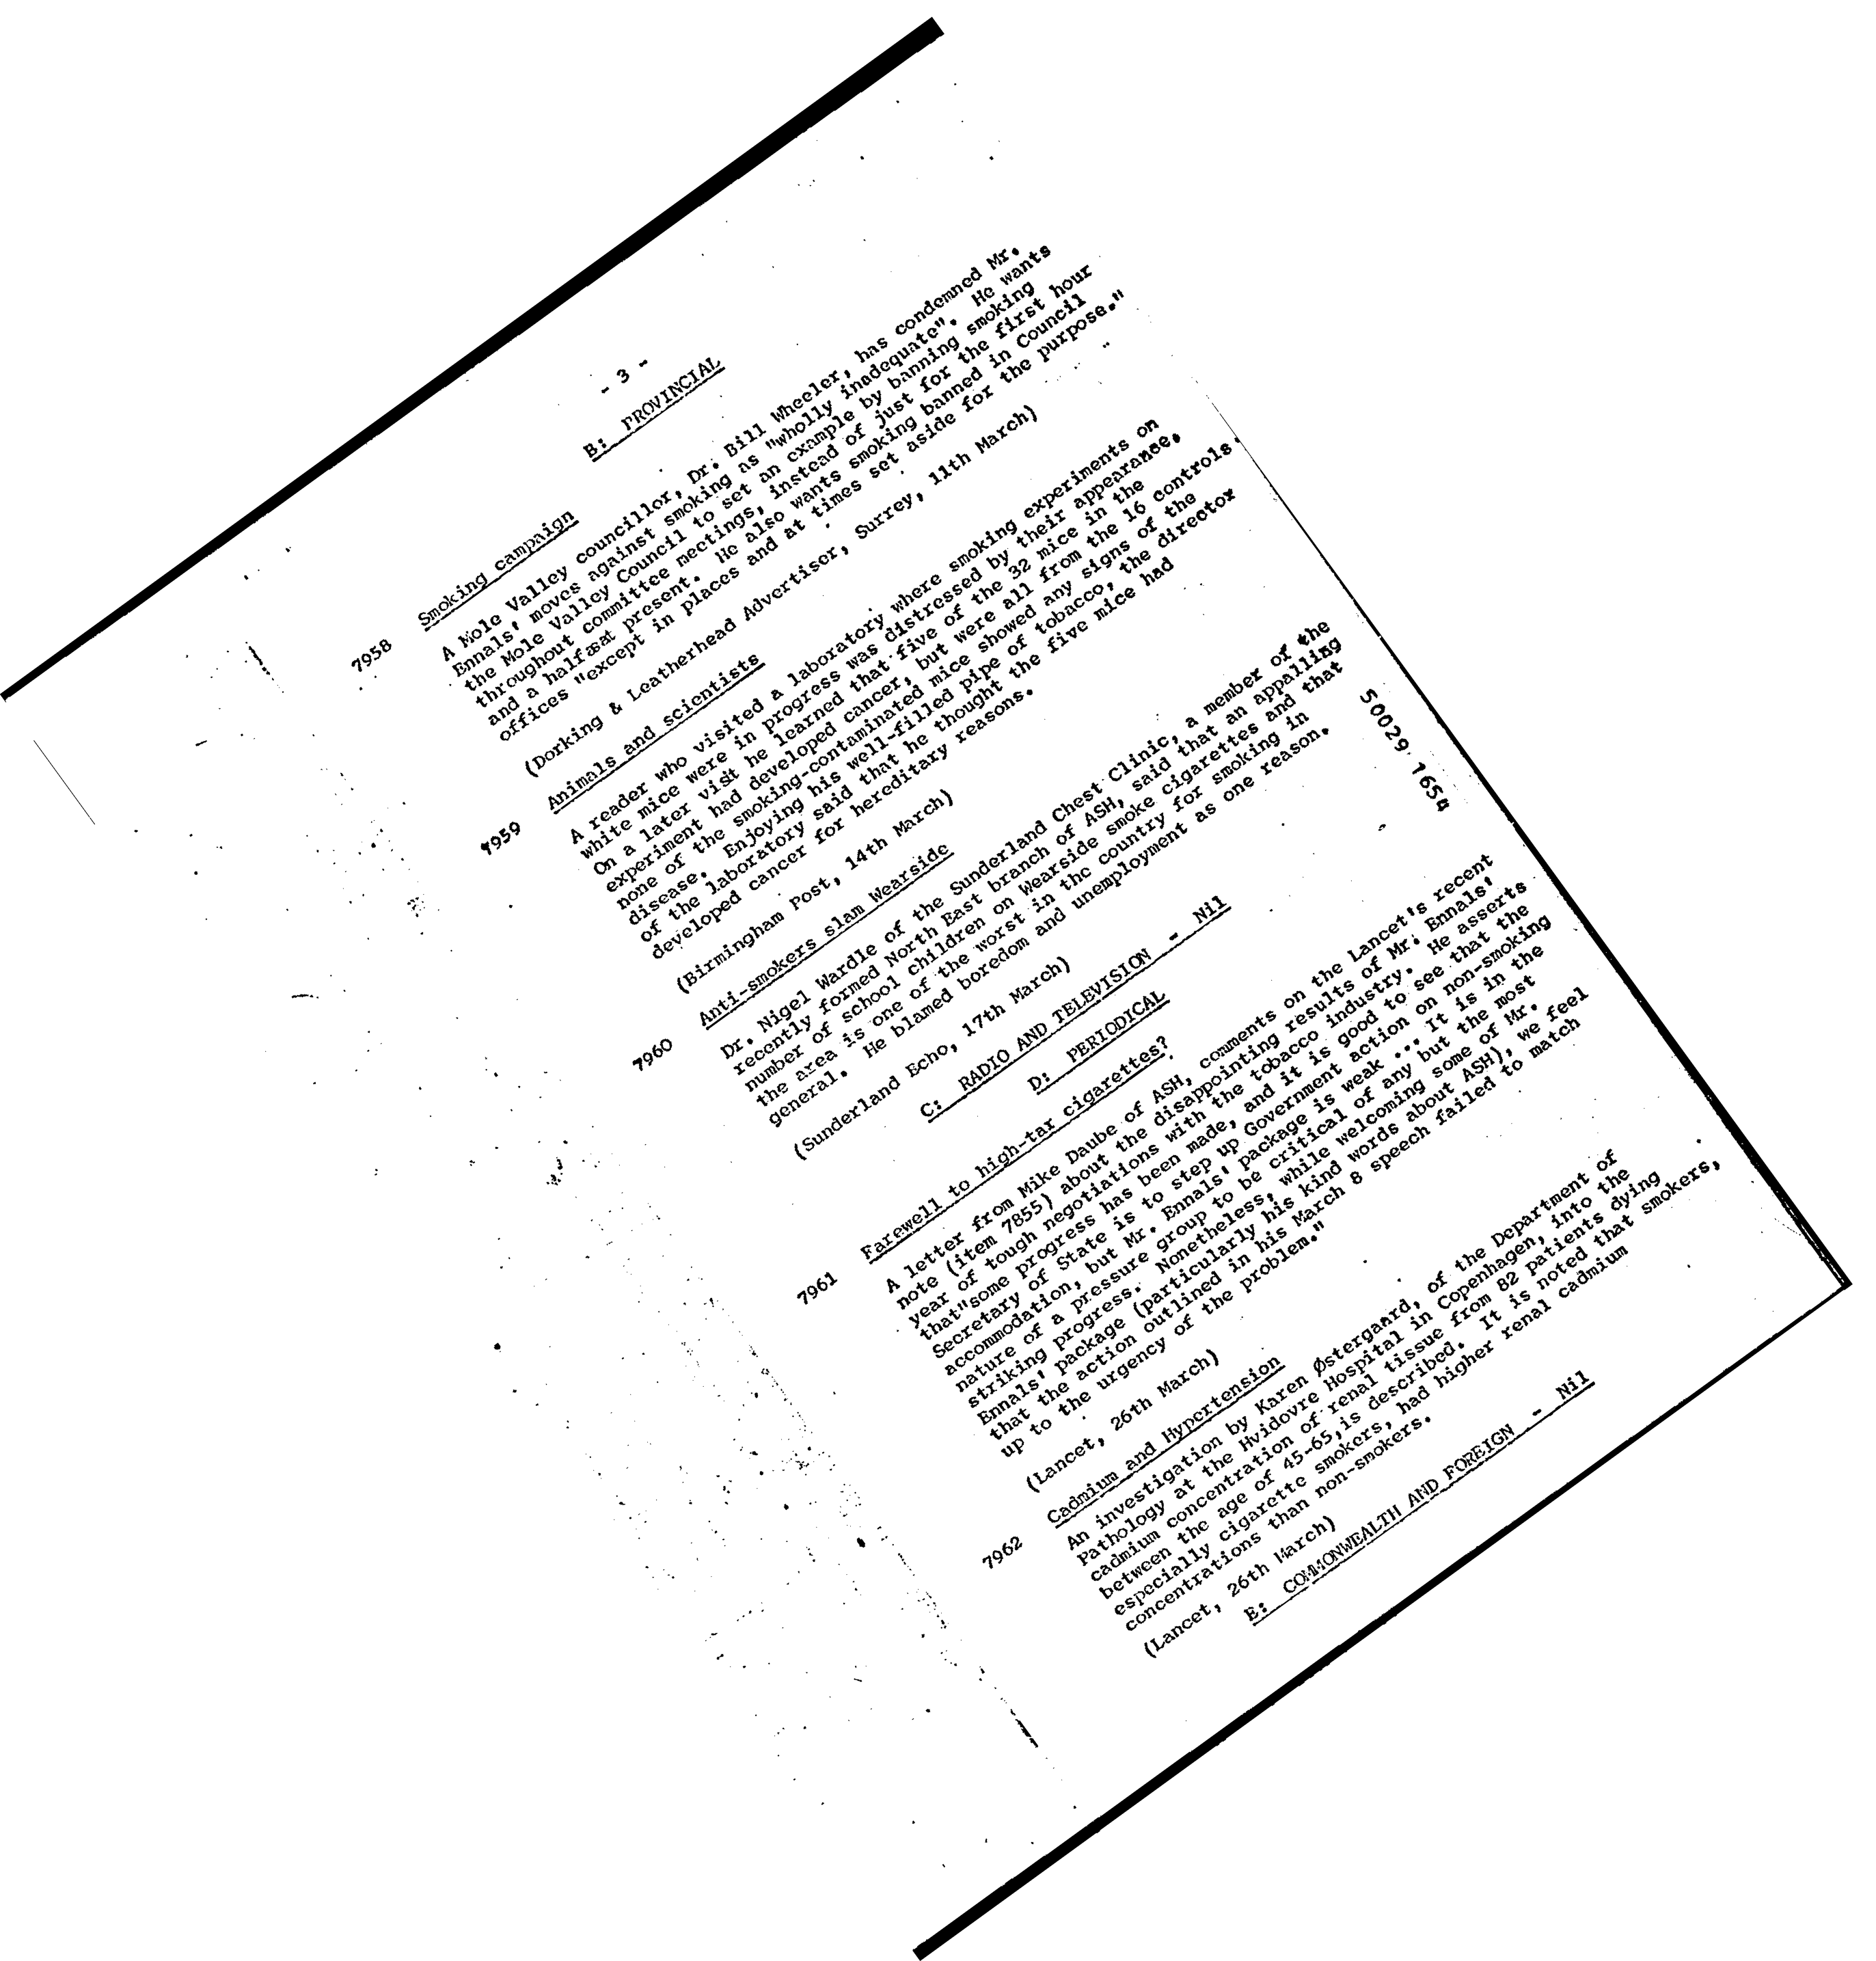 - 3 -
B: PROVINCIAL
7958 Smoking campaign
A Mole Valley councillor, Dr. Bill Wheeler, has condemned Mr.
Ennals' moves against smoking as "wholly inadequate". He wants
the Mole Valley Council to set an example by banning smoking
throughout committee meetings, instead of just for the first hour
and a half at present. He also wants smoking banned in Council
offices "except in places and at times set aside for the purpose."
(Dorking & Leatherhead Advertiser, Surrey, 11th March)
7959 Animals and scientists
A reader who visited a laboratory where smoking experiments on
white mice were in progress was distressed by their appearance.
On a later visit he learned that five of the 32 mice in the
experiment had developed cancer, but were all from the 16 controls.
none of the smoking-contaminated mice showed any signs of the
disease. Enjoying his well-filled pipe of tobacco, the director
of the laboratory said that he thought the five mice had
developed cancer for hereditary reasons.
(Birmingham Post, 14th March)
7960 Anti-smokers slam Wearside
Dr. Nigel Wardle of the Sunderland Chest Clinic, a member of the
recently formed North East branch of ASH, said that an appalling
number of school children on Wearside smoke cigarettes and that
the area is one of the worst in the country for smoking in
general. He blamed boredom and unemployment as one reason.
(Sunderland Echo, 17th March)
50029 1654
C: RADIO AND TELEVISION - Nil
D: PERIODICAL
7961 Farewell to high-tar cigarettes?
A letter from Mike Daube of ASH, comments on the Lancet's recent
note (item 7855) about the disappointing results of Mr. Ennals'
year of tough negotiations with the tobacco industry. He asserts
that "some progress has been made, and it is good to see that the
Secretary of State is to step up Government action on non-smoking
accommodation, but Mr. Ennals' package is weak ... It is in the
nature of a pressure group to be critical of any but the most
striking progress. Nonetheless, while welcoming some of Mr.
Ennals' package (particularly his kind words about ASH), we feel
that the action outlined in his March 8 speech failed to match
up to the urgency of the problem."
(Lancet, 26th March)
7962 Cadmium and Hypertension
An investigation by Karen Østergaard, of the Department of
Pathology at the Hvidovre Hospital in Copenhagen, into the
cadmium concentration of renal tissue from 82 patients dying
between the age of 45-65, is described. It is noted that smokers,
especially cigarette smokers, had higher renal cadmium
concentrations than non-smokers.
(Lancet, 26th March)
E: COMMONWEALTH AND FOREIGN - Nil